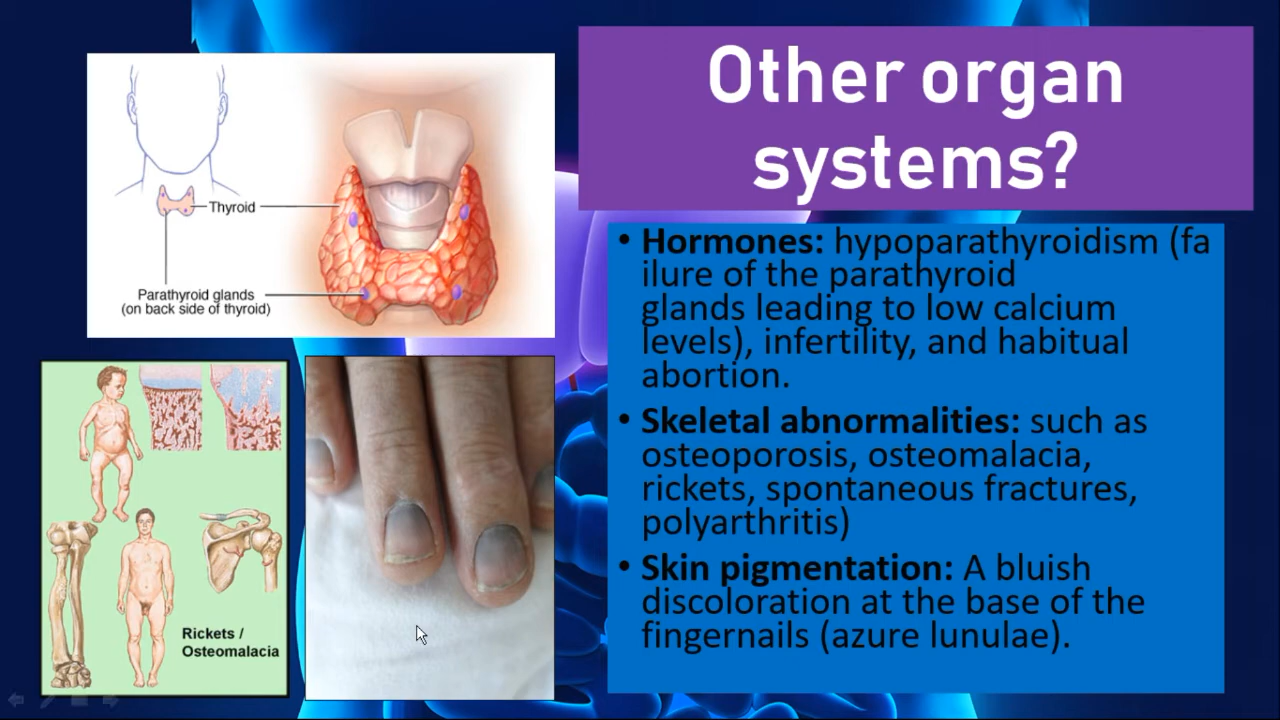 Other organ
systems?
Thyroid
Parathyroid glands
(on back side of thyroid)
Rickets /
Osteomalacia
• Hormones: hypoparathyroidism (fa
ilure of the parathyroid
glands leading to low calcium
levels), infertility, and habitual
abortion.
• Skeletal abnormalities: such as
osteoporosis, osteomalacia,
rickets, spontaneous fractures,
polyarthritis)
• Skin pigmentation: A bluish
discoloration at the base of the
fingernails (azure lunulae).